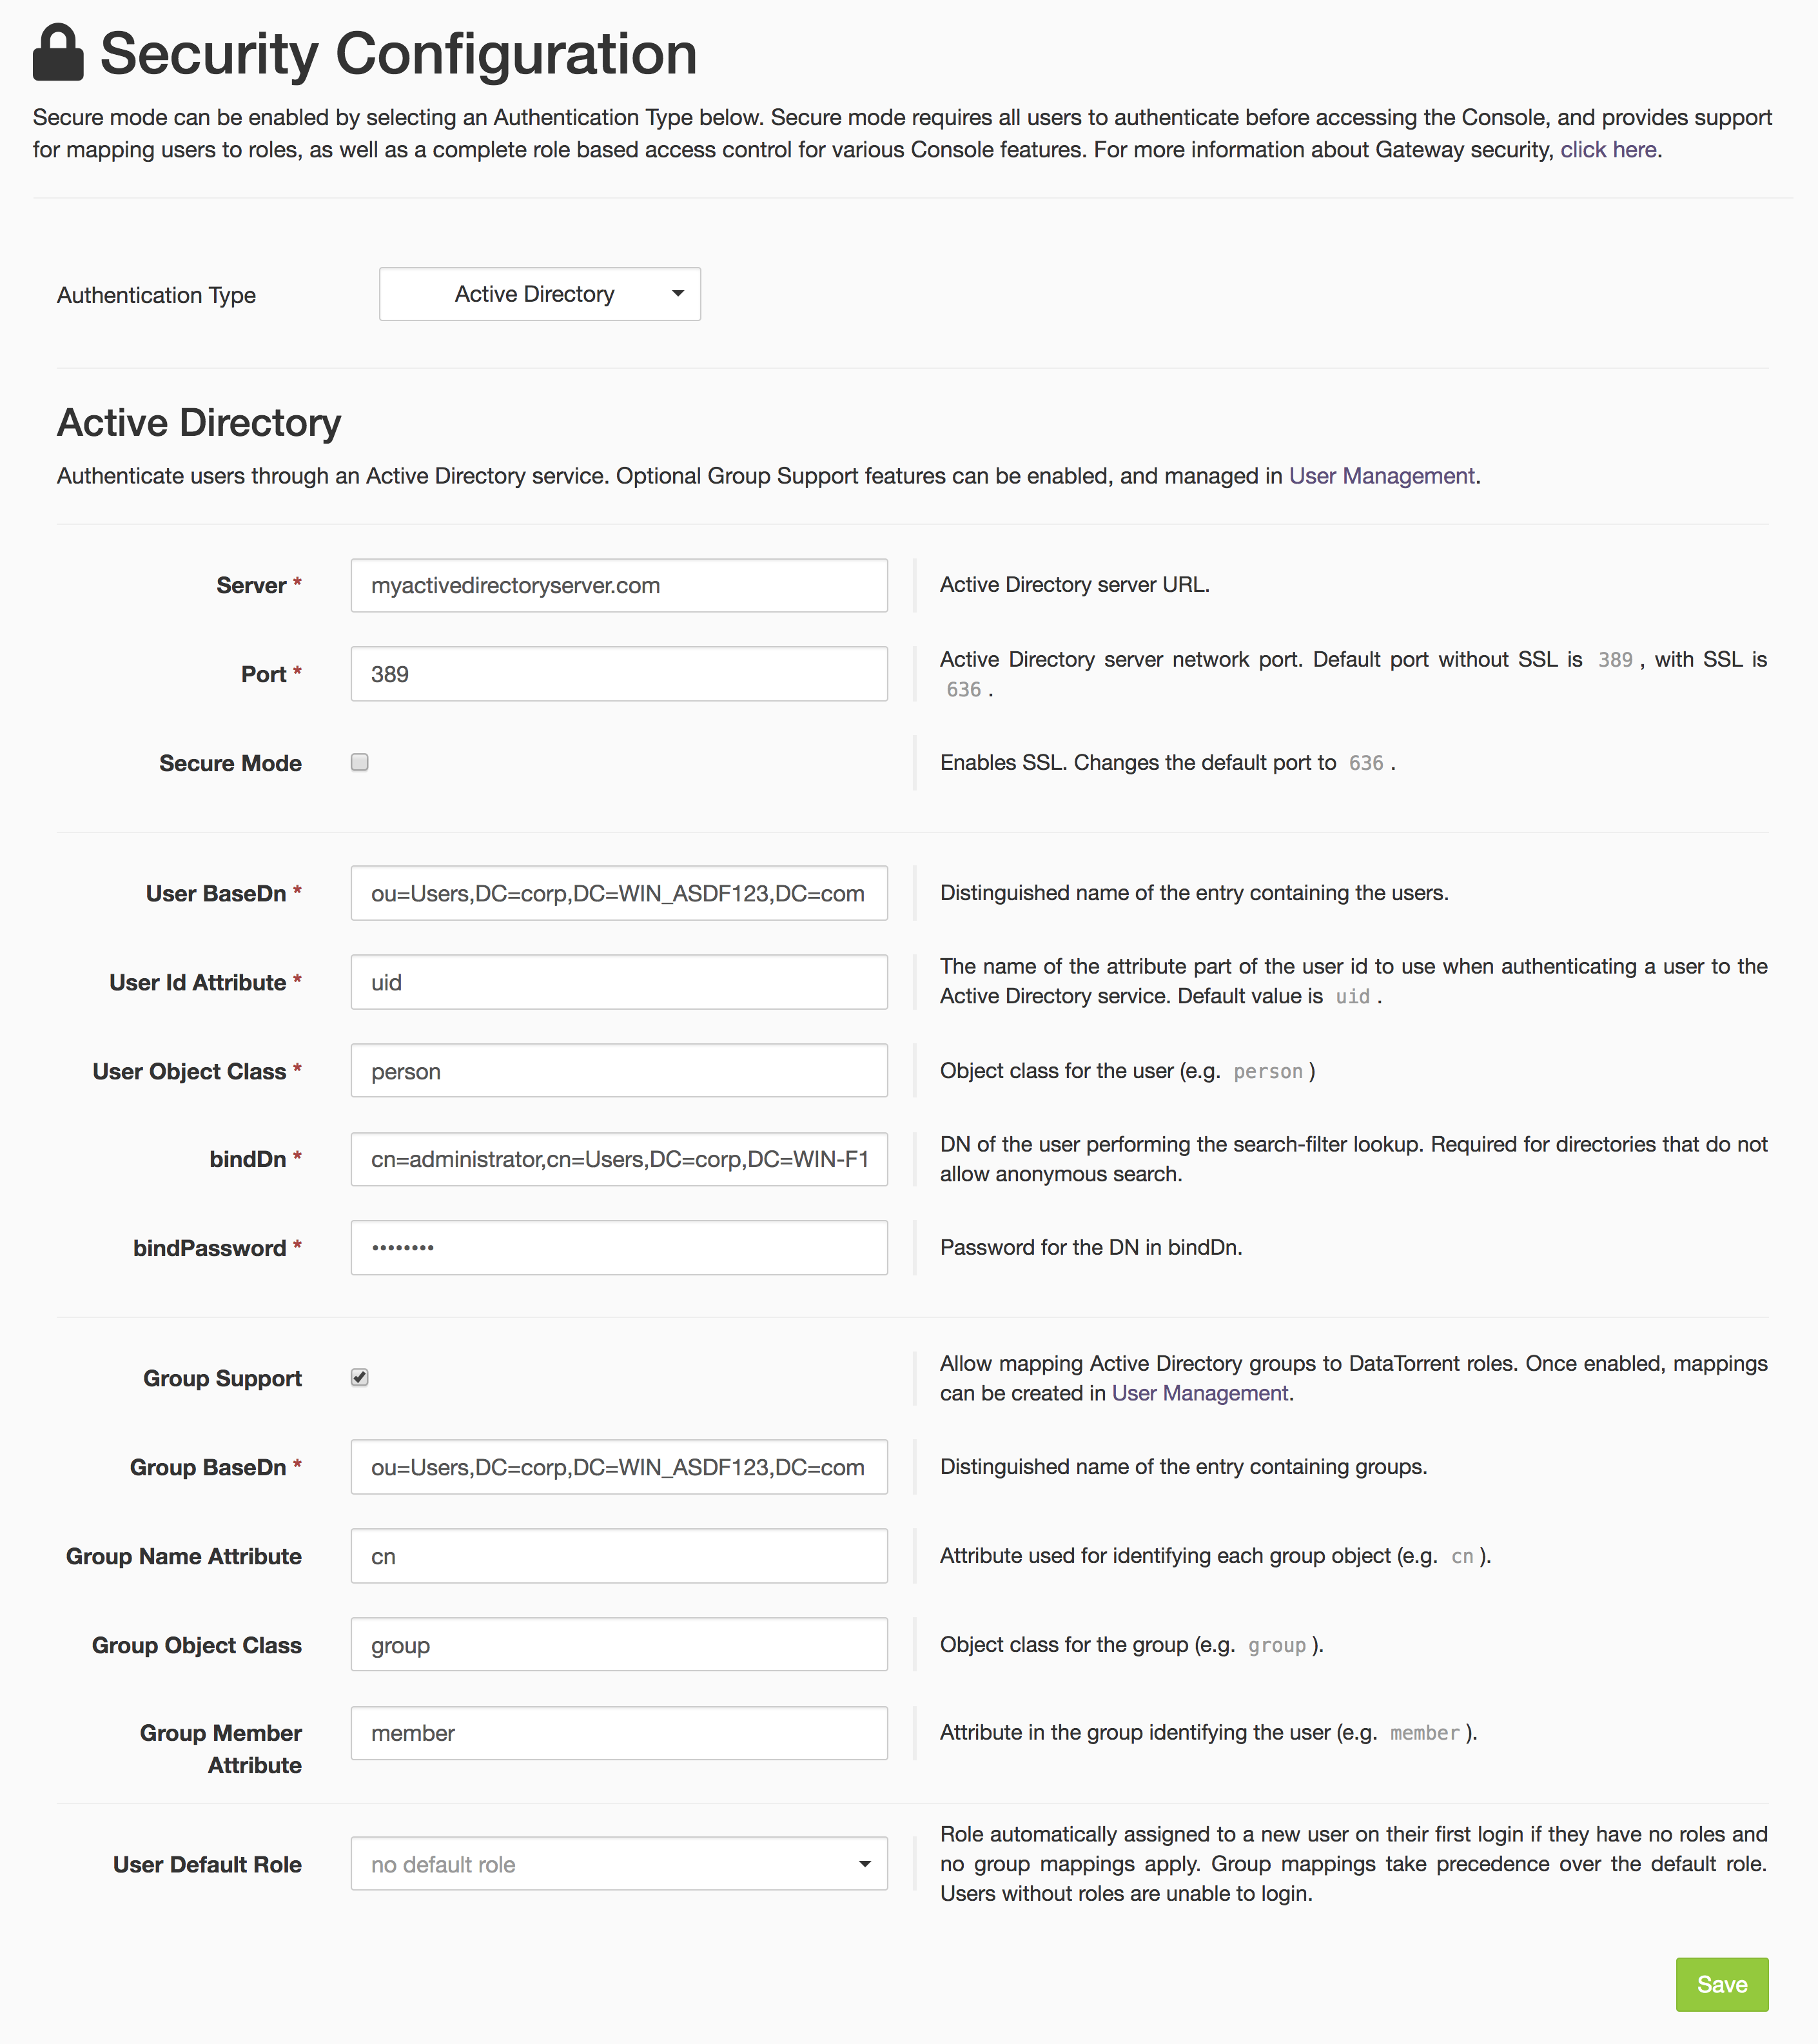 Security Configuration
Secure mode can be enabled by selecting an Authentication Type below. Secure mode requires all users to authenticate before accessing the Console, and provides support
for mapping users to roles, as well as a complete role based access control for various Console features. For more information about Gateway security, click here.
Authentication Type
Active Directory
Active Directory
Authenticate users through an Active Directory service. Optional Group Support features can be enabled, and managed in User Management.
Server *
myactivedirectoryserver.com
Active Directory server URL.
Port *
389
Active Directory server network port. Default port without SSL is 389 , with SSL is
636 .
Secure Mode
Enables SSL. Changes the default port to 636 .
User BaseDn *
ou=Users,DC=corp,DC=WIN_ASDF123,DC=com
Distinguished name of the entry containing the users.
User Id Attribute *
uid
The name of the attribute part of the user id to use when authenticating a user to the
Active Directory service. Default value is uid .
User Object Class *
person
Object class for the user (e.g. person )
bindDn *
cn=administrator,cn=Users,DC=corp,DC=WIN-F1
DN of the user performing the search-filter lookup. Required for directories that do not
allow anonymous search.
bindPassword *
••••••••
Password for the DN in bindDn.
Group Support
Allow mapping Active Directory groups to DataTorrent roles. Once enabled, mappings
can be created in User Management.
Group BaseDn *
ou=Users,DC=corp,DC=WIN_ASDF123,DC=com
Distinguished name of the entry containing groups.
Group Name Attribute
cn
Attribute used for identifying each group object (e.g. cn ).
Group Object Class
group
Object class for the group (e.g. group ).
Group Member
Attribute
member
Attribute in the group identifying the user (e.g. member ).
User Default Role
no default role
Role automatically assigned to a new user on their first login if they have no roles and
no group mappings apply. Group mappings take precedence over the default role.
Users without roles are unable to login.
Save